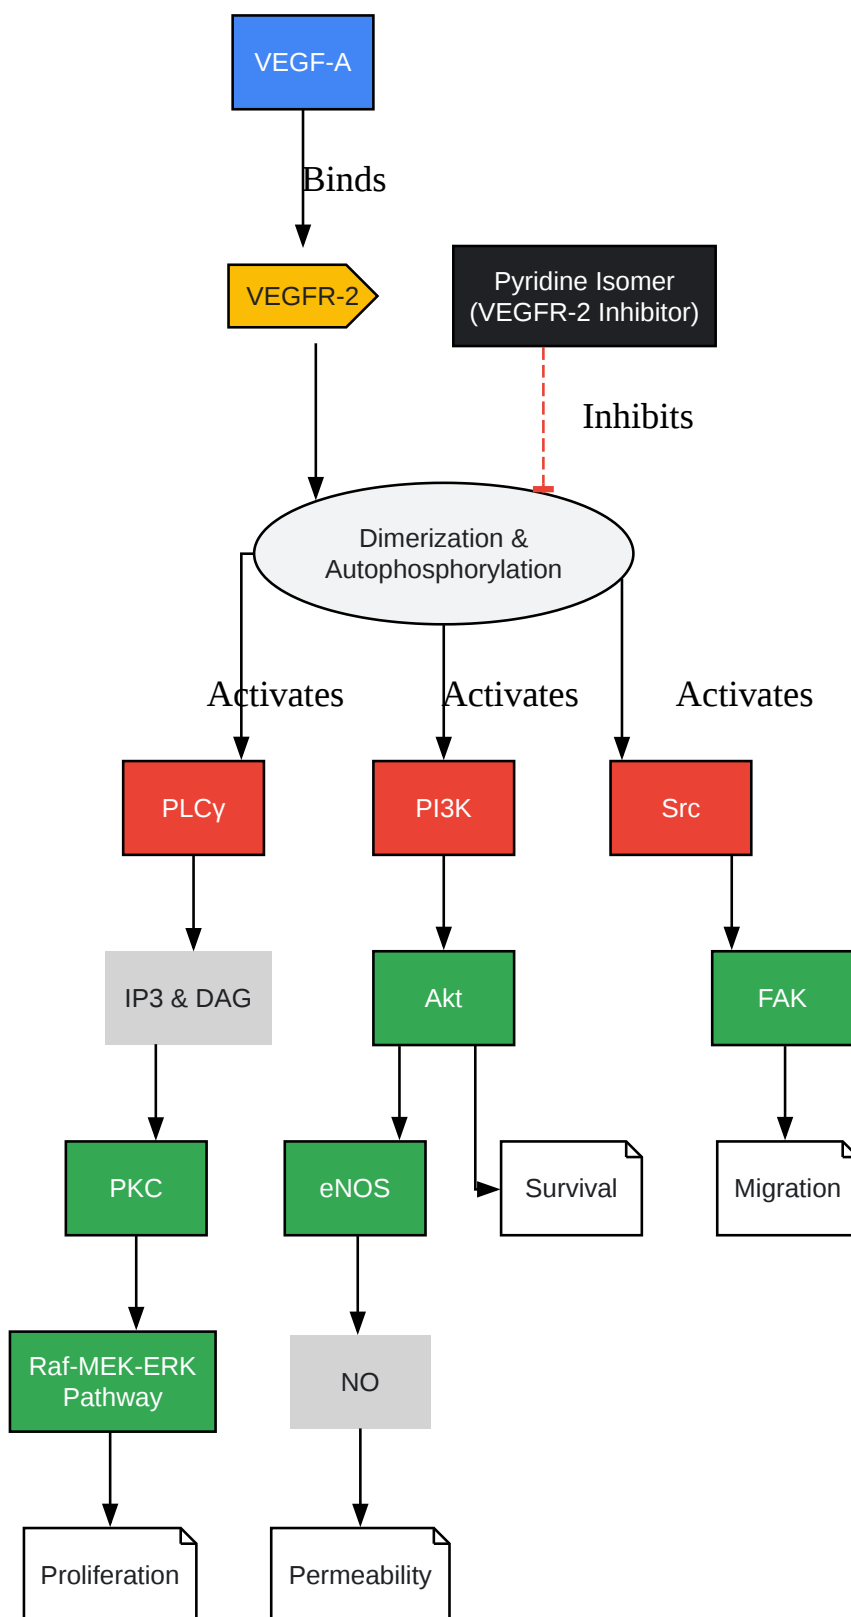 VEGF-A
Binds
VEGFR-2
Pyridine Isomer
(VEGFR-2 Inhibitor)
Inhibits
Dimerization &
Autophosphorylation
Activates
Activates
Activates
PLCγ
PI3K
Src
IP3 & DAG
Akt
FAK
PKC
eNOS
Survival
Migration
Raf-MEK-ERK
Pathway
NO
Proliferation
Permeability